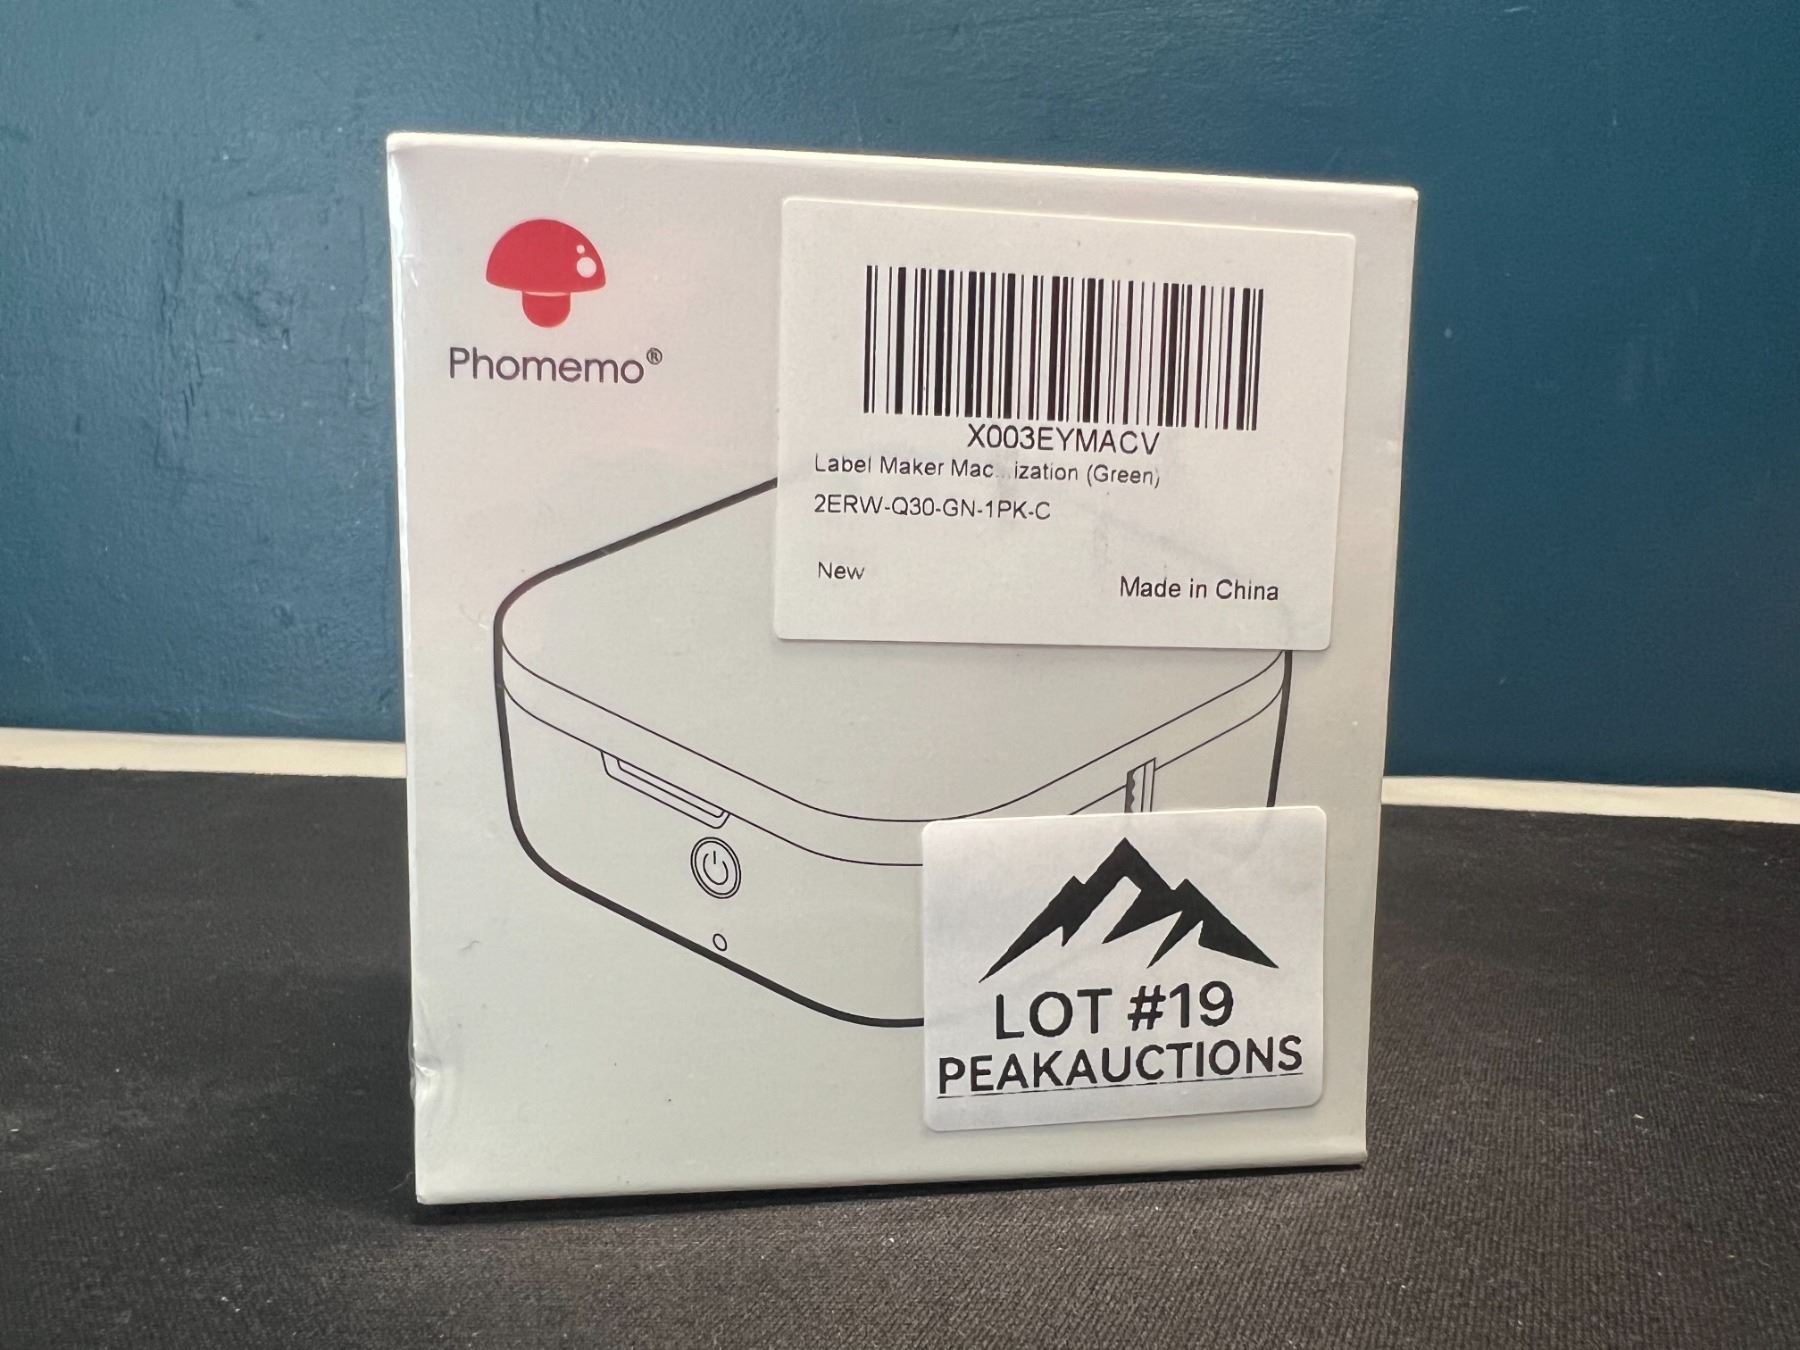 Phomemo®
X003EYMACV
Label Maker Mac...ization (Green)
2ERW-Q30-GN-1PK-C
New
Made in China
LOT #19
PEAKAUCTIONS